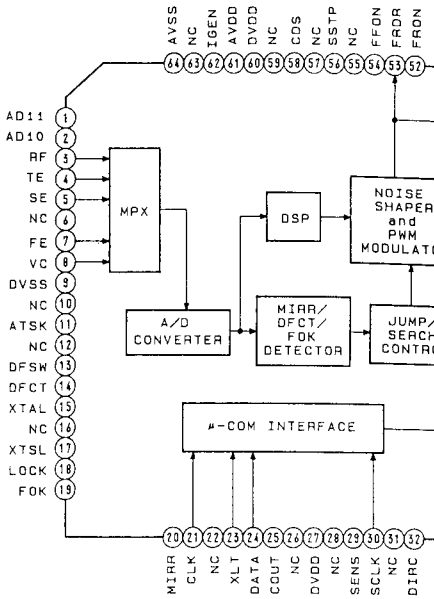 AVSS
NC
IGEN
AVDD
DVDD
NC
CDS
NC
SSTP
NC
FFON
FRDR
FRON
64
63
62
61
60
59
58
57
56
55
54
53
52
AD11 1
AD10 2
RF 3
TE 4
SE 5
NC 6
FE 7
VC 8
DVSS 9
NC 10
ATSK 11
NC 12
DFSW 13
DFCT 14
XTAL 15
NC 16
XTSL 17
LOCK 18
FOK 19
MPX
DSP
NOISE
SHAPER
and
PWM
MODULATO
A/D
CONVERTER
MIRR/
DFCT/
FOK
DETECTOR
JUMP/
SERCH
CONTRO
μ-COM INTERFACE
20
21
22
23
24
25
26
27
28
29
30
31
32
MIRR
CLK
NC
XLT
DATA
COUT
NC
DVDD
NC
SENS
SCLK
NC
DIRC